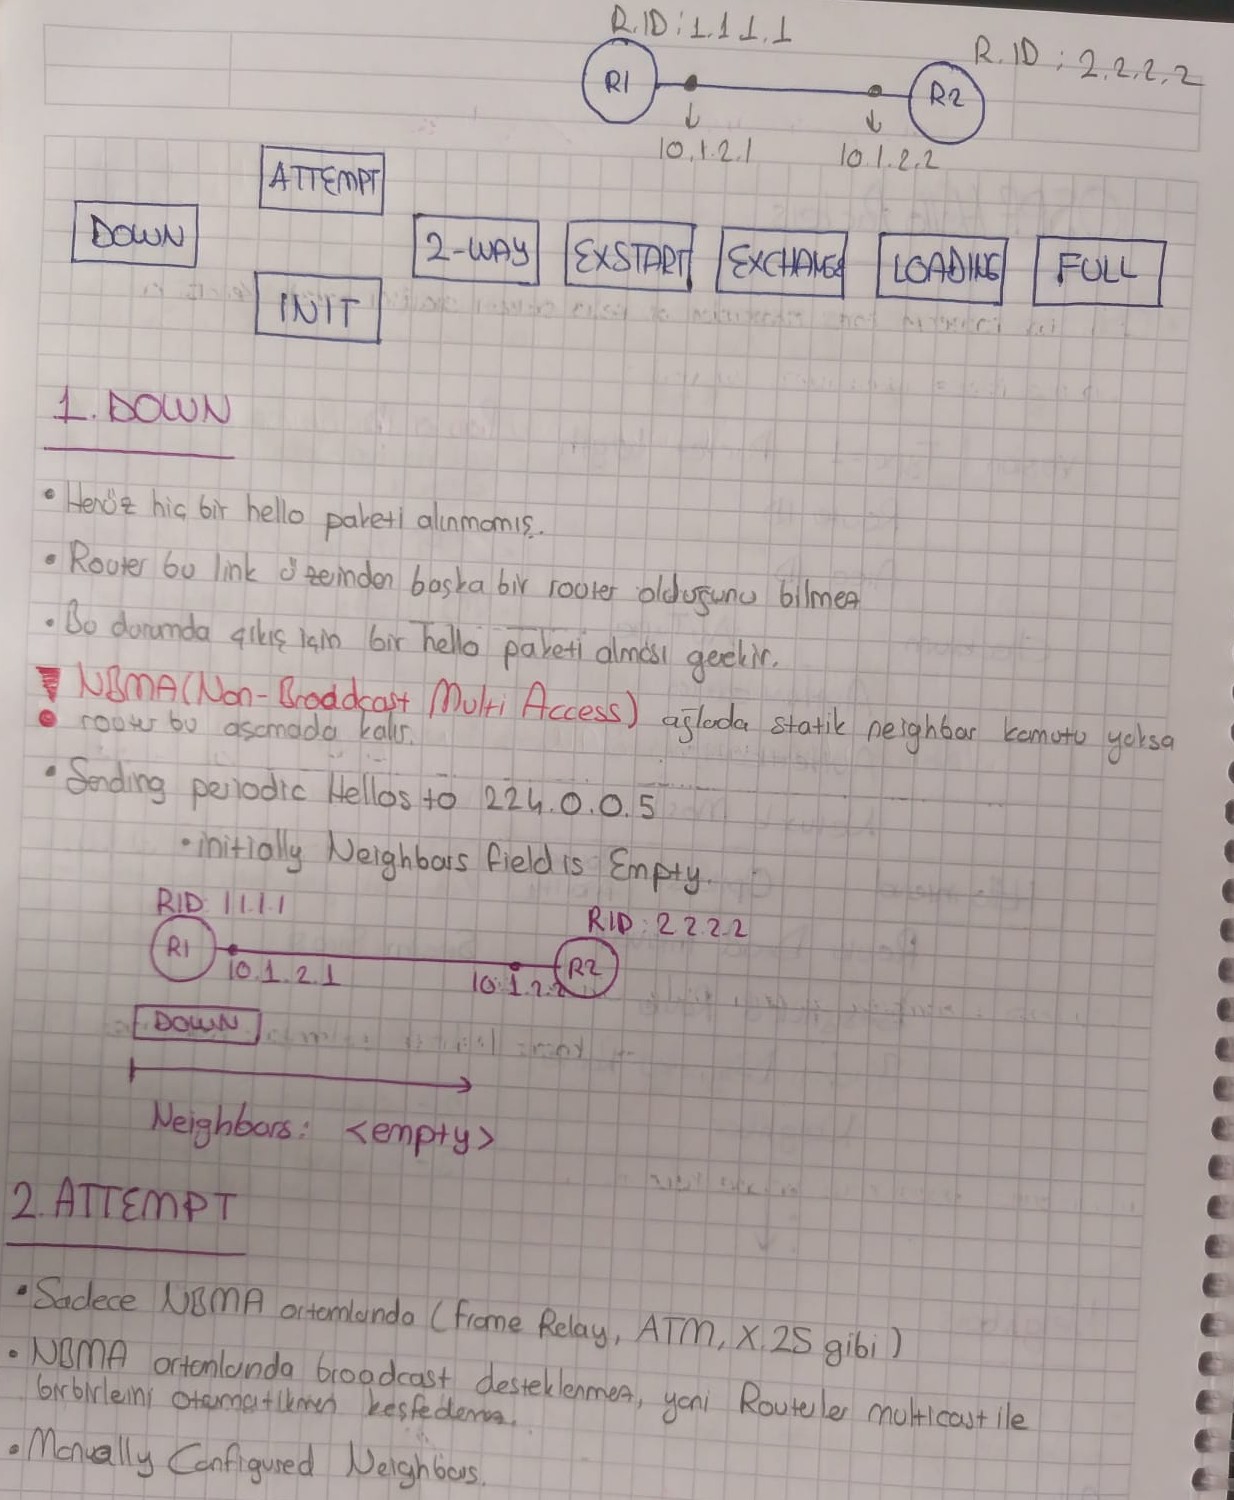 R.ID : 1.1.1.1
R.ID : 2.2.2.2
R1
R2
10.1.2.1
10.1.2.2
ATTEMPT
DOWN
2-WAY
EXSTART
EXCHANGE
LOADING
FULL
INIT
1. DOWN
• Henüz hiç bir hello paketi alınmamış.
• Router bu link üzeinden başka bir router olduğunu bilmez
• Bu durumda çıkış için bir hello paketi alması geekir.
NBMA (Non-Broadcast Multi Access) ağlada statik neighbor komutu yoksa
router bu aşamada kalır.
• Sending periodic Hellos to 224.0.0.5
• initially Neighbors field is Empty.
RID: 1 1.1.1
RID: 2 2.2.2
R1
R2
10.1.2.1
10.1.2.2
DOWN
Neighbors: <empty>
2. ATTEMPT
• Sadece NBMA ortamlarında (Frame Relay, ATM, X.25 gibi)
• NBMA ortamlarında broadcast desteklenmez, yani Routerler multicast ile
birbirleini otomatikmen keşfedemez.
• Manually Configured Neighbors.